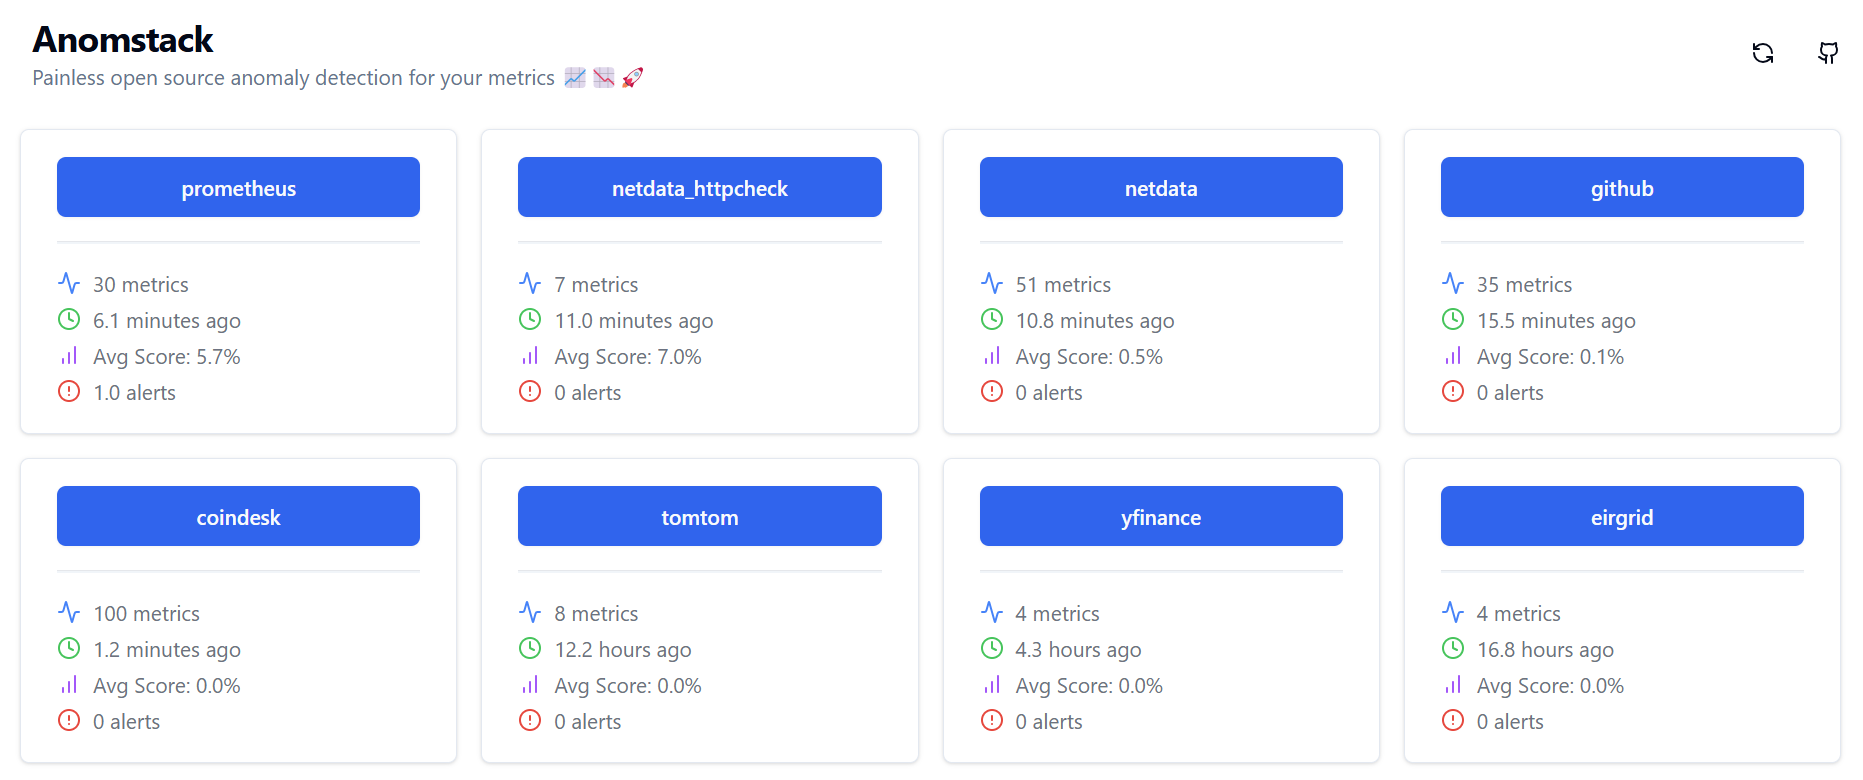 Anomstack
Painless open source anomaly detection for your metrics 📈 📉 🚀
prometheus
30 metrics
6.1 minutes ago
Avg Score: 5.7%
1.0 alerts
netdata_httpcheck
7 metrics
11.0 minutes ago
Avg Score: 7.0%
0 alerts
netdata
51 metrics
10.8 minutes ago
Avg Score: 0.5%
0 alerts
github
35 metrics
15.5 minutes ago
Avg Score: 0.1%
0 alerts
coindesk
100 metrics
1.2 minutes ago
Avg Score: 0.0%
0 alerts
tomtom
8 metrics
12.2 hours ago
Avg Score: 0.0%
0 alerts
yfinance
4 metrics
4.3 hours ago
Avg Score: 0.0%
0 alerts
eirgrid
4 metrics
16.8 hours ago
Avg Score: 0.0%
0 alerts